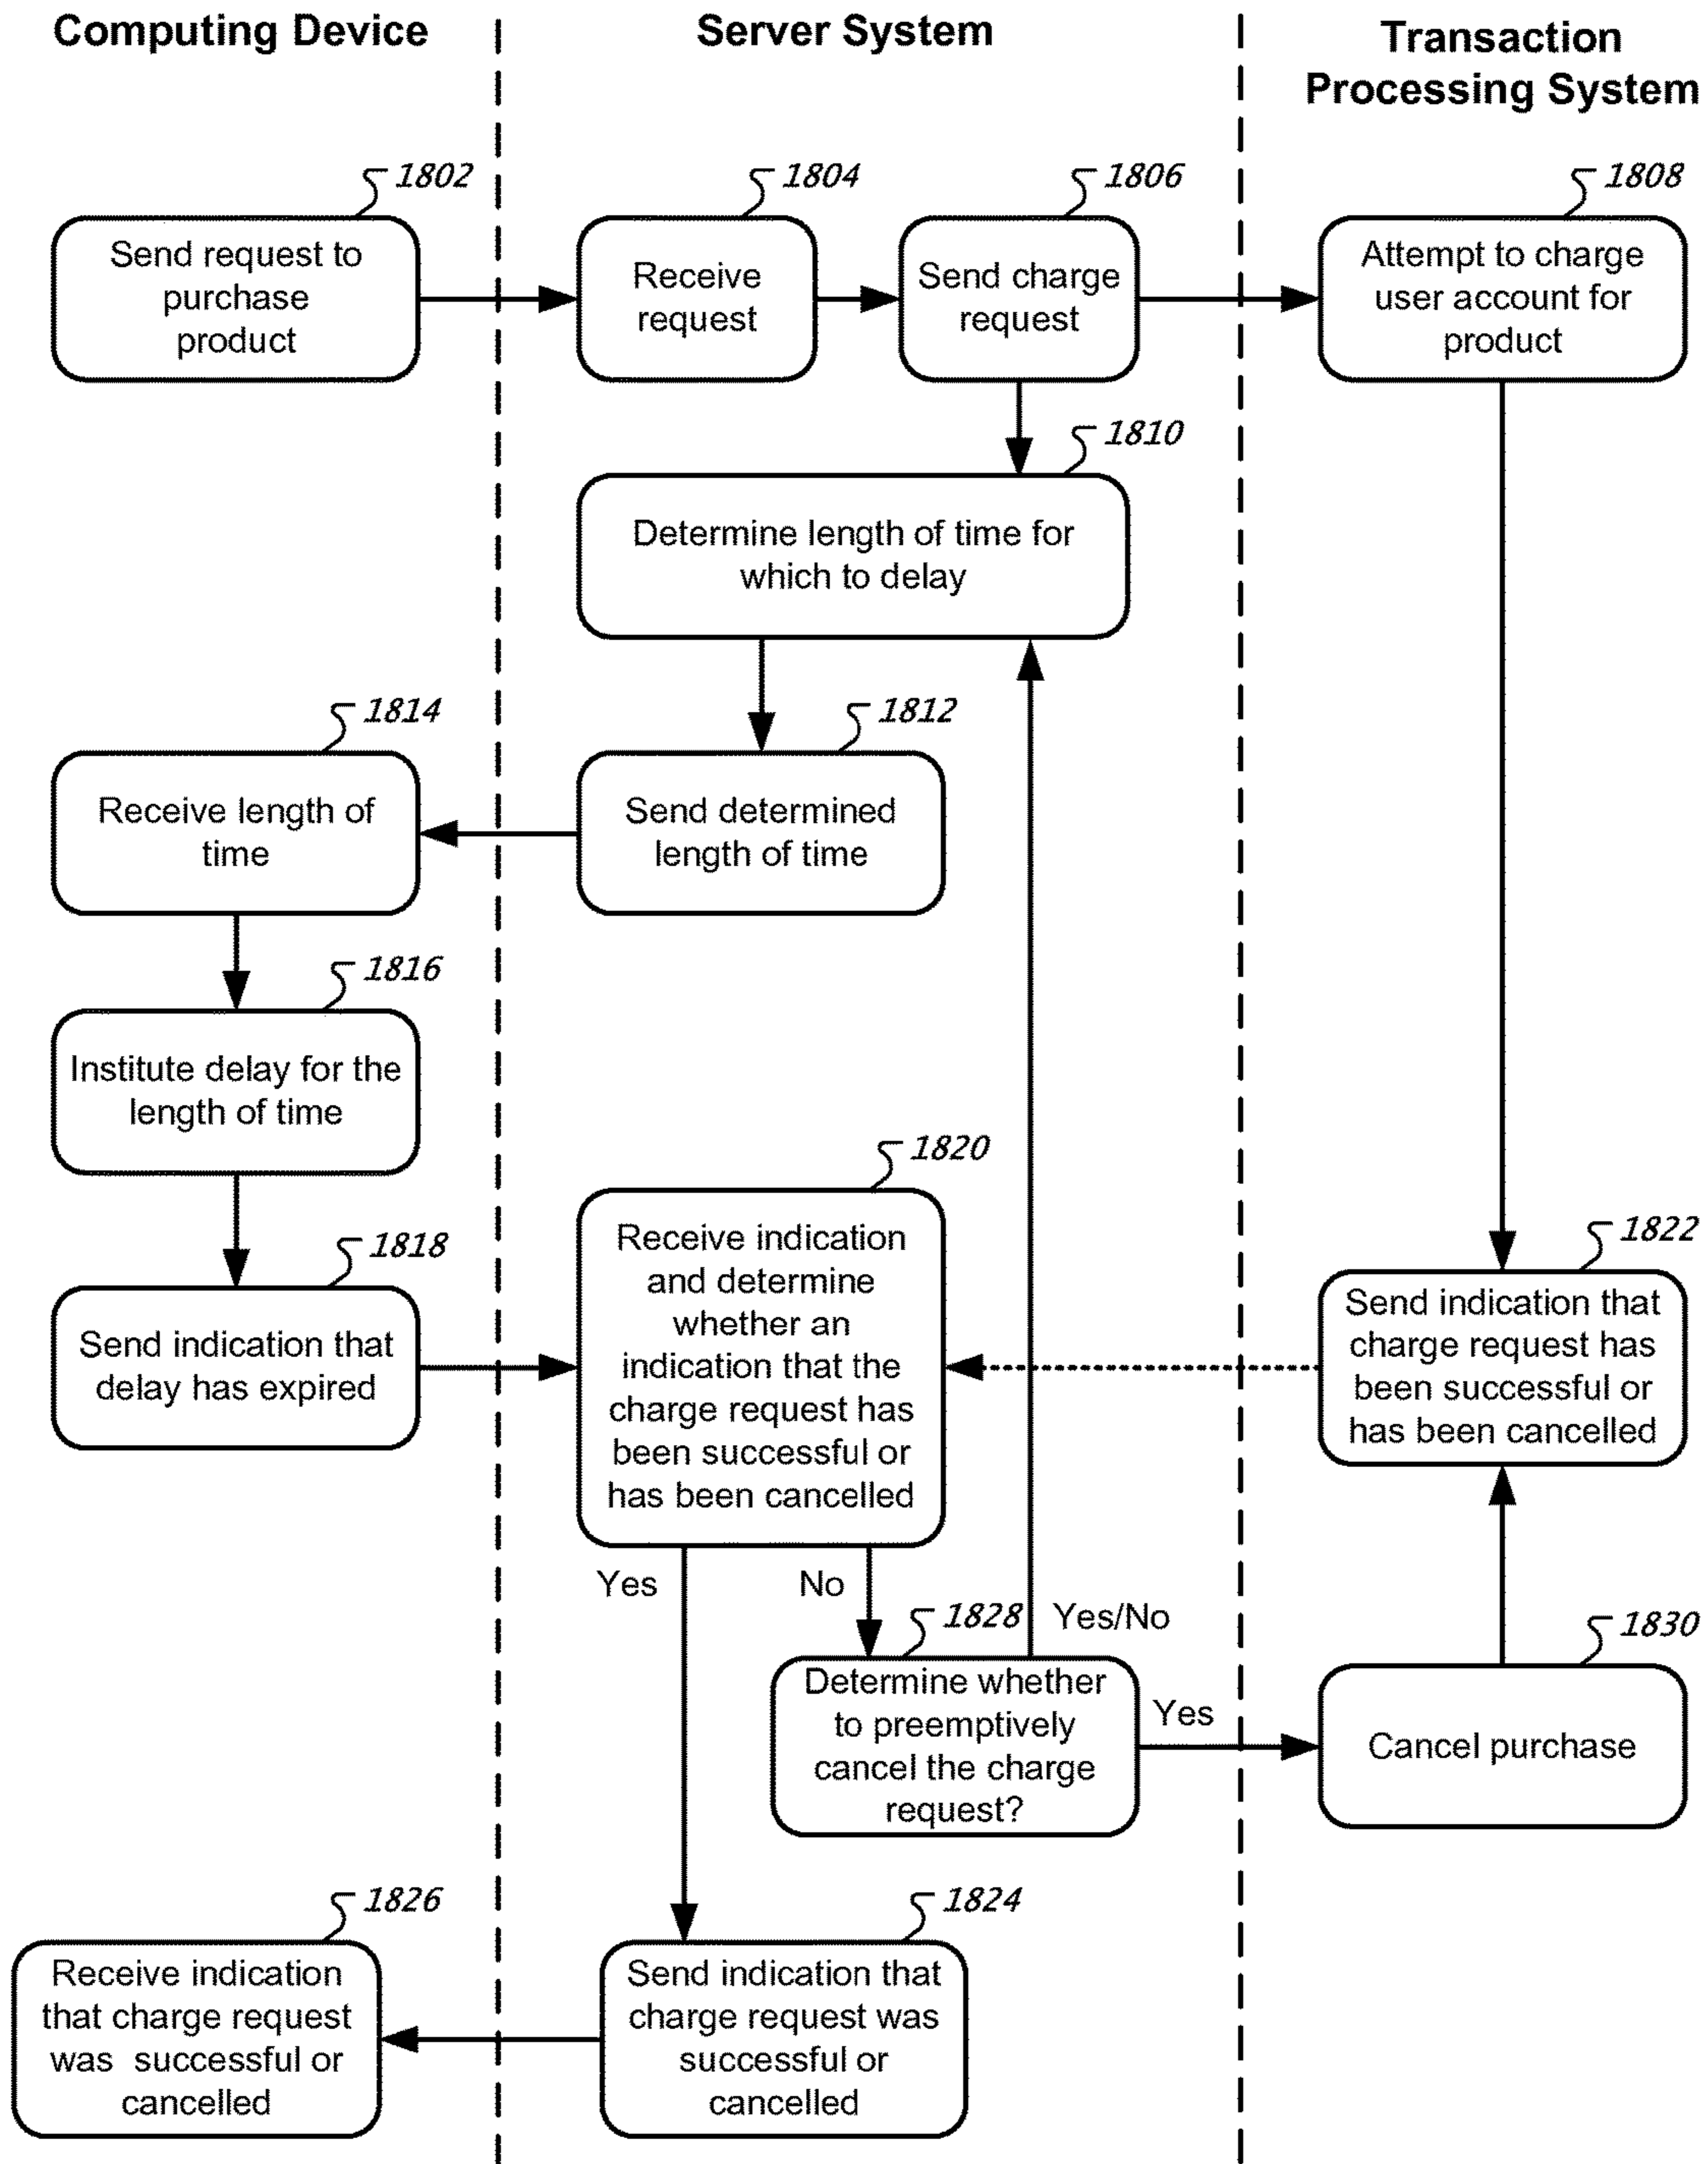 Computing Device
Server System
Transaction
Processing System
1802
Send request to
purchase
product
1804
Receive
request
1806
Send charge
request
1808
Attempt to charge
user account for
product
1810
Determine length of time for
which to delay
1814
Receive length of
time
1812
Send determined
length of time
1816
Institute delay for the
length of time
1818
Send indication that
delay has expired
1820
Receive indication
and determine
whether an
indication that the
charge request has
been successful or
has been cancelled
1822
Send indication that
charge request has
been successful or
has been cancelled
Yes
No
1828
Yes/No
Determine whether
to preemptively
cancel the charge
request?
Yes
1830
Cancel purchase
1826
Receive indication
that charge request
was successful or
cancelled
1824
Send indication that
charge request was
successful or
cancelled